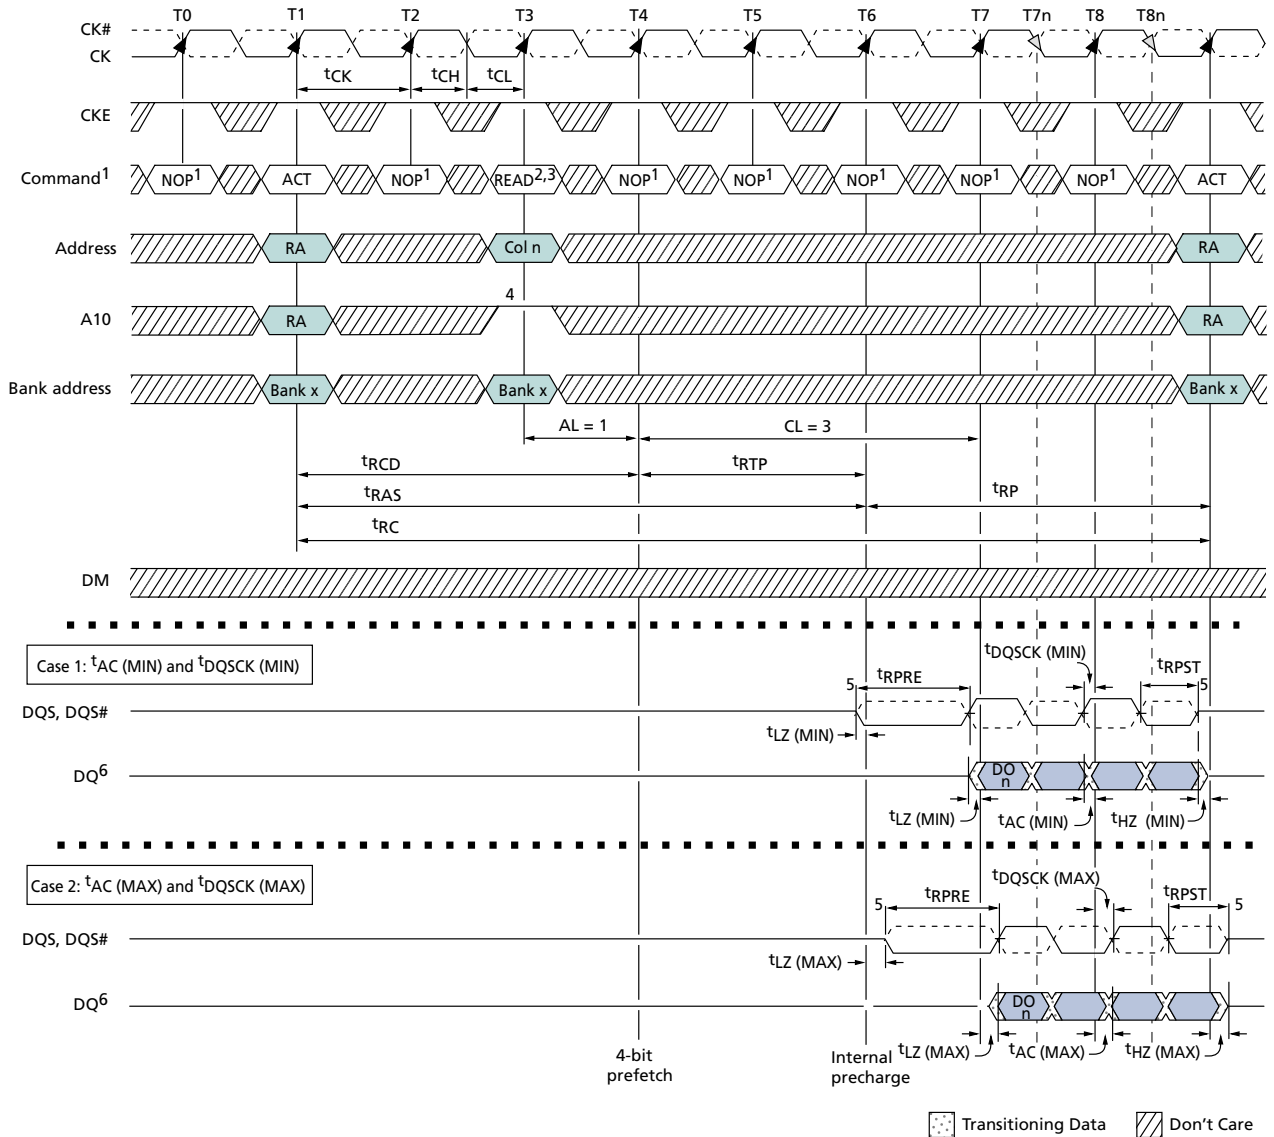 T0 T1 T2 T3 T4 T5 T6 T7 T7n T8 T8n
CK#
CK
tCK tCH tCL
CKE
Command1 NOP1 ACT NOP1 READ2,3 NOP1 NOP1 NOP1 NOP1 NOP1 ACT
Address RA Col n RA
4
A10 RA RA
Bank address Bank x Bank x Bank x
AL = 1 CL = 3
tRCD tRTP
tRAS tRP
tRC
DM
Case 1: tAC (MIN) and tDQSCK (MIN)
tDQSCK (MIN)
5 tRPRE tRPST 5
DQS, DQS#
tLZ (MIN)
DQ6 DO n
tLZ (MIN) tAC (MIN) tHZ (MIN)
Case 2: tAC (MAX) and tDQSCK (MAX)
tDQSCK (MAX)
5 tRPRE tRPST 5
DQS, DQS#
tLZ (MAX)
DQ6 DO n
tLZ (MAX) tAC (MAX) tHZ (MAX)
4-bit
prefetch
Internal
precharge
Transitioning Data Don't Care